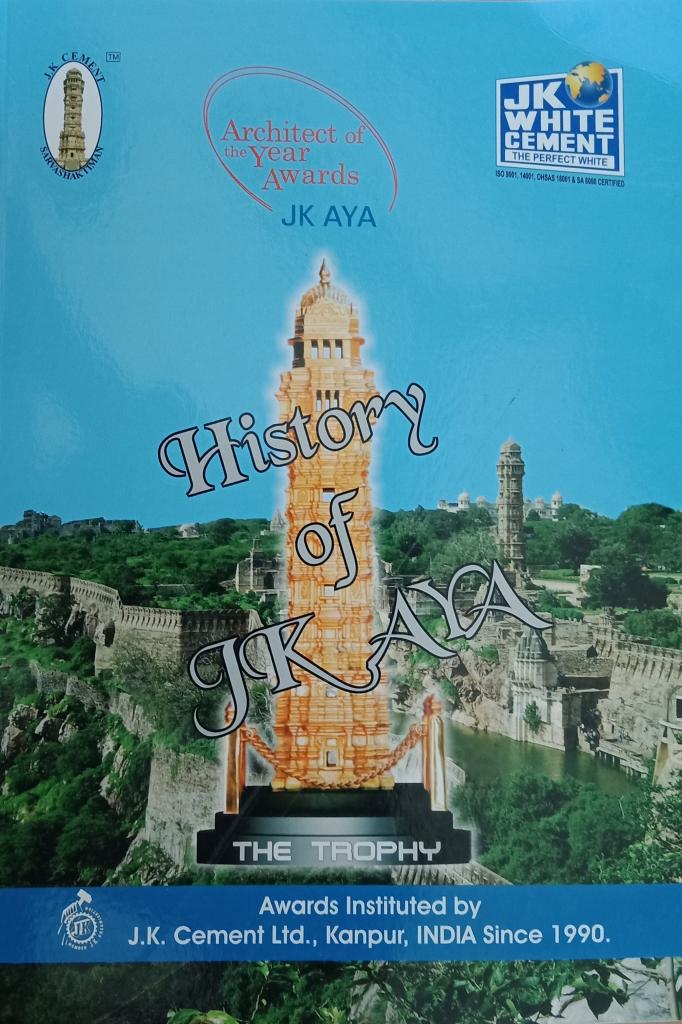 J.K. CEMENT
TM
SARVASHAKTIMAN
Architect of
the Year
Awards
JK AYA
JK
WHITE
CEMENT
THE PERFECT WHITE
ISO 9001, 14001, OHSAS 18001 & SA 8000 CERTIFIED
History
of
JK AYA
THE TROPHY
JK
Awards Instituted by
J.K. Cement Ltd., Kanpur, INDIA Since 1990.